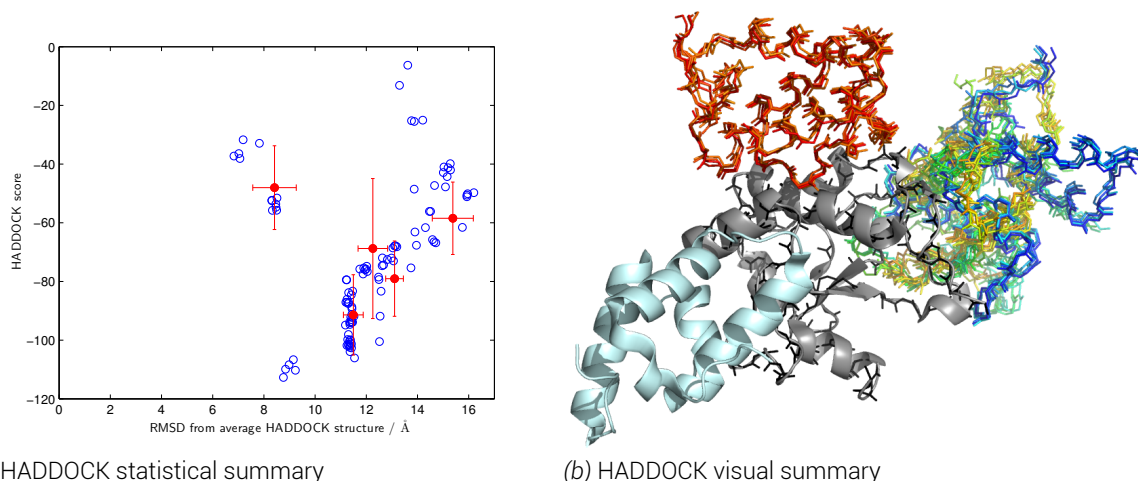 0
−20
−40
−60
−80
−100
−120
HADDOCK score
0 2 4 6 8 10 12 14 16
RMSD from average HADDOCK structure / Å
HADDOCK statistical summary
(b) HADDOCK visual summary